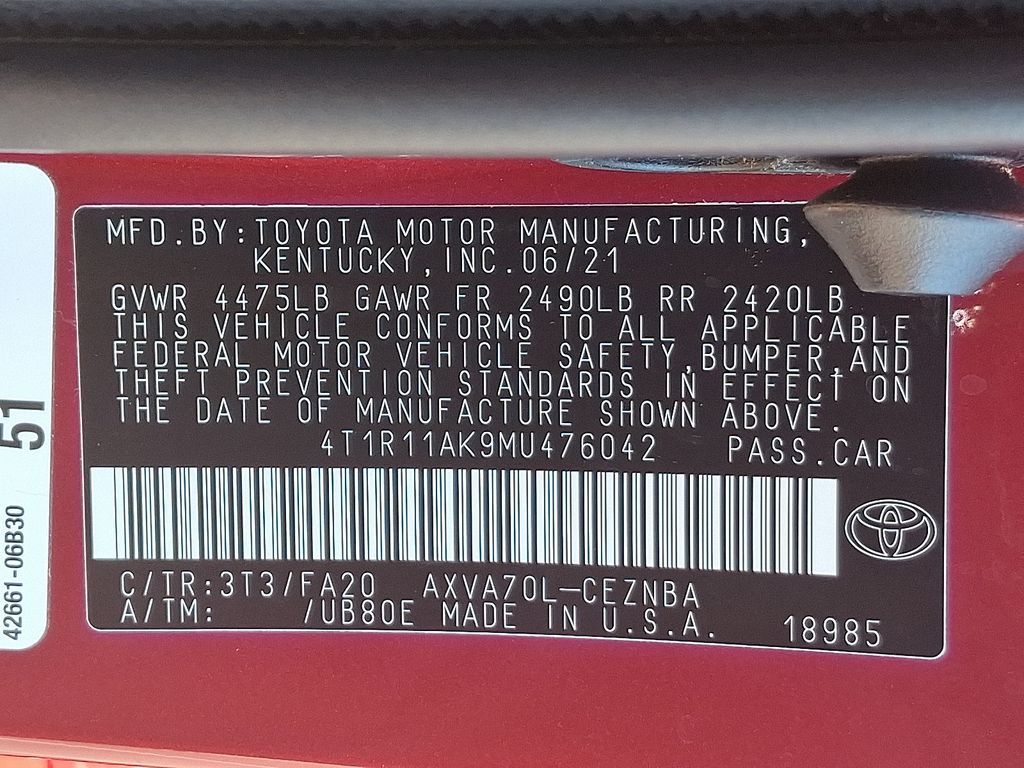 MFD.BY:TOYOTA MOTOR MANUFACTURING,
KENTUCKY,INC.06/21
GVWR 4475LB GAWR FR 2490LB RR 2420LB
THIS VEHICLE CONFORMS TO ALL APPLICABLE
FEDERAL MOTOR VEHICLE SAFETY,BUMPER,AND
THEFT PREVENTION STANDARDS IN EFFECT ON
THE DATE OF MANUFACTURE SHOWN ABOVE.
4T1R11AK9MU476042 PASS.CAR
C/TR:3T3/FA20 AXVA70L-CEZNBA
A/TM: /UB80E MADE IN U.S.A. 18985
51
42661-06B30